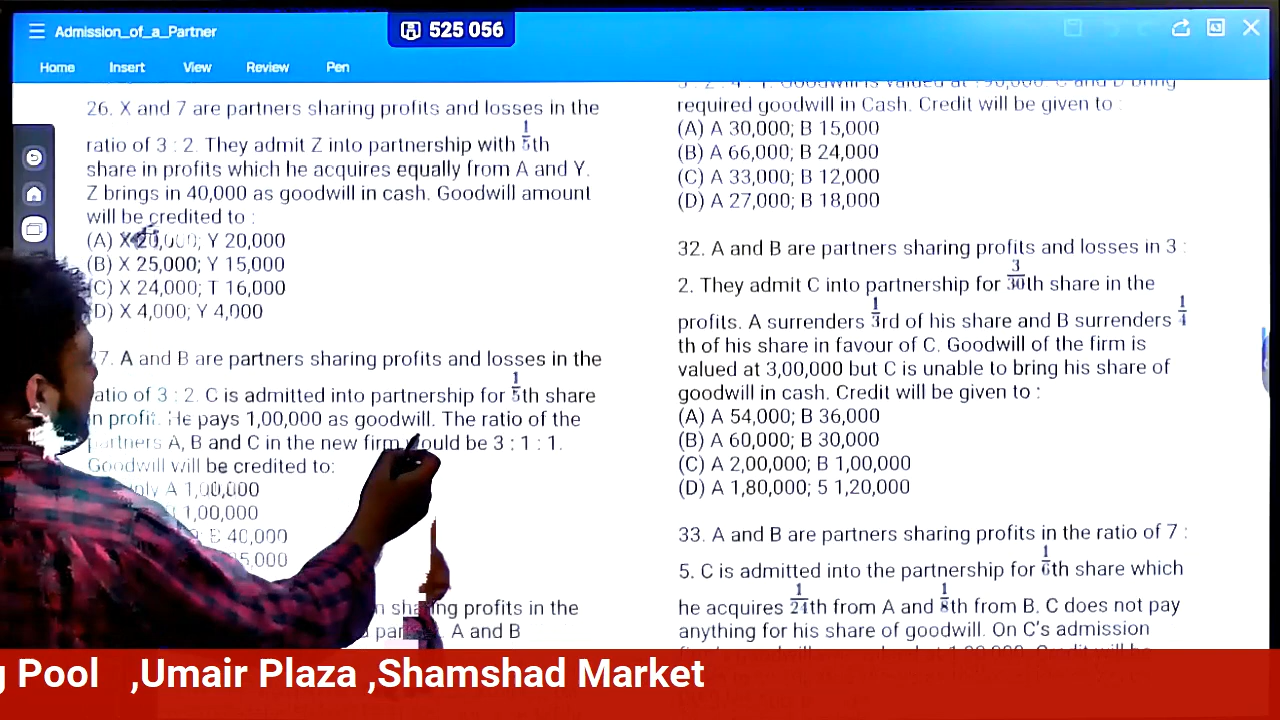 Admission_of_a_Partner
525 056
Home Insert View Review Pen
26. X and 7 are partners sharing profits and losses in the
ratio of 3 : 2. They admit Z into partnership with 1/5th
share in profits which he acquires equally from A and Y.
Z brings in 40,000 as goodwill in cash. Goodwill amount
will be credited to :
(A) X 20,000; Y 20,000
(B) X 25,000; Y 15,000
(C) X 24,000; T 16,000
D) X 4,000; Y 4,000
27. A and B are partners sharing profits and losses in the
ratio of 3 : 2. C is admitted into partnership for 1/5th share
in profit. He pays 1,00,000 as goodwill. The ratio of the
partners A, B and C in the new firm would be 3 : 1 : 1.
Goodwill will be credited to:
A 1,00,000
1,00,000
40,000
sharing profits in the
A and B
required goodwill in Cash. Credit will be given to :
(A) A 30,000; B 15,000
(B) A 66,000; B 24,000
(C) A 33,000; B 12,000
(D) A 27,000; B 18,000
32. A and B are partners sharing profits and losses in 3 :
2. They admit C into partnership for 3/30th share in the
profits. A surrenders 1/3rd of his share and B surrenders 1/4
th of his share in favour of C. Goodwill of the firm is
valued at 3,00,000 but C is unable to bring his share of
goodwill in cash. Credit will be given to :
(A) A 54,000; B 36,000
(B) A 60,000; B 30,000
(C) A 2,00,000; B 1,00,000
(D) A 1,80,000; 5 1,20,000
33. A and B are partners sharing profits in the ratio of 7 :
5. C is admitted into the partnership for 1/6th share which
he acquires 1/24th from A and 1/8th from B. C does not pay
anything for his share of goodwill. On C's admission
Pool ,Umair Plaza ,Shamshad Market